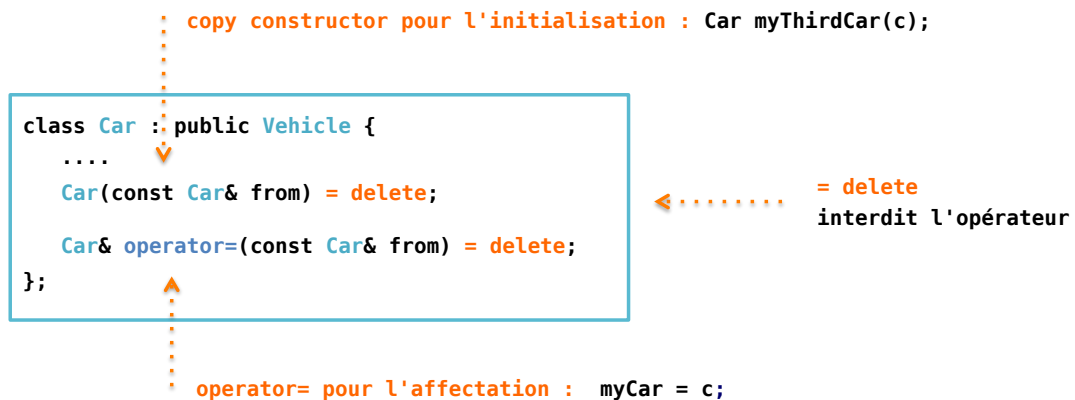 copy constructor pour l'initialisation : Car myThirdCar(c);
class Car : public Vehicle {
....
Car(const Car& from) = delete;
= delete
interdit l'opérateur
Car& operator=(const Car& from) = delete;
};
operator= pour l'affectation : myCar = c;